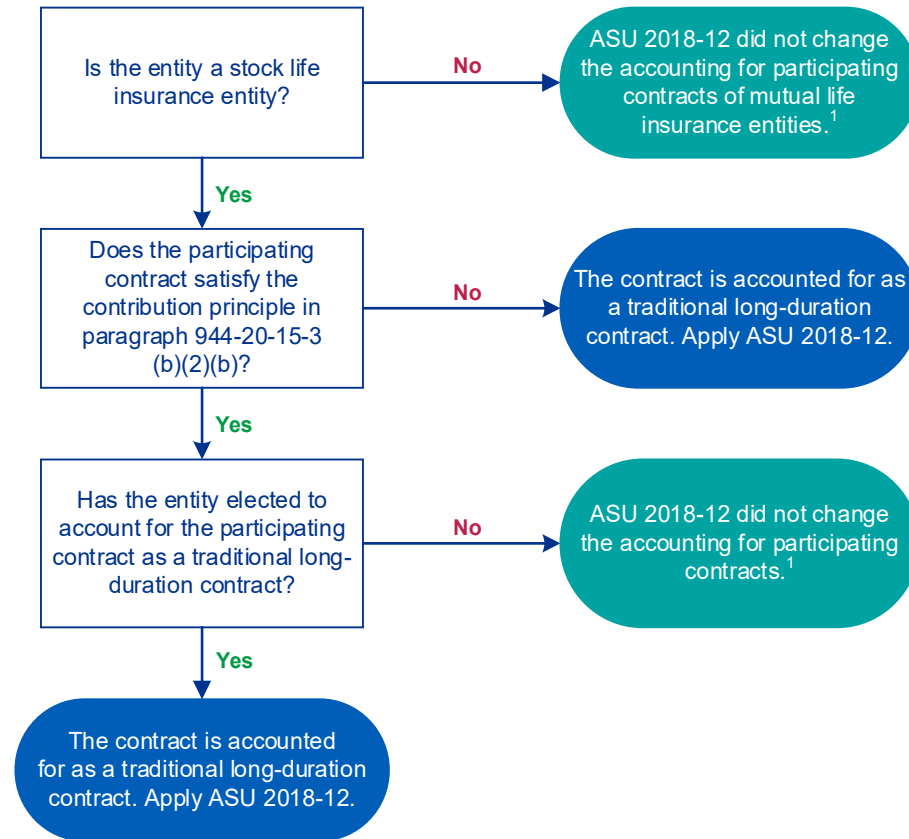 Is the entity a stock life
insurance entity?
No
ASU 2018-12 did not change
the accounting for participating
contracts of mutual life
insurance entities.1
Yes
Does the participating
contract satisfy the
contribution principle in
paragraph 944-20-15-3
(b)(2)(b)?
No
The contract is accounted for as
a traditional long-duration
contract. Apply ASU 2018-12.
Yes
Has the entity elected to
account for the participating
contract as a traditional long-
duration contract?
No
ASU 2018-12 did not change
the accounting for participating
contracts.1
Yes
The contract is accounted
for as a traditional long-duration
contract. Apply ASU 2018-12.